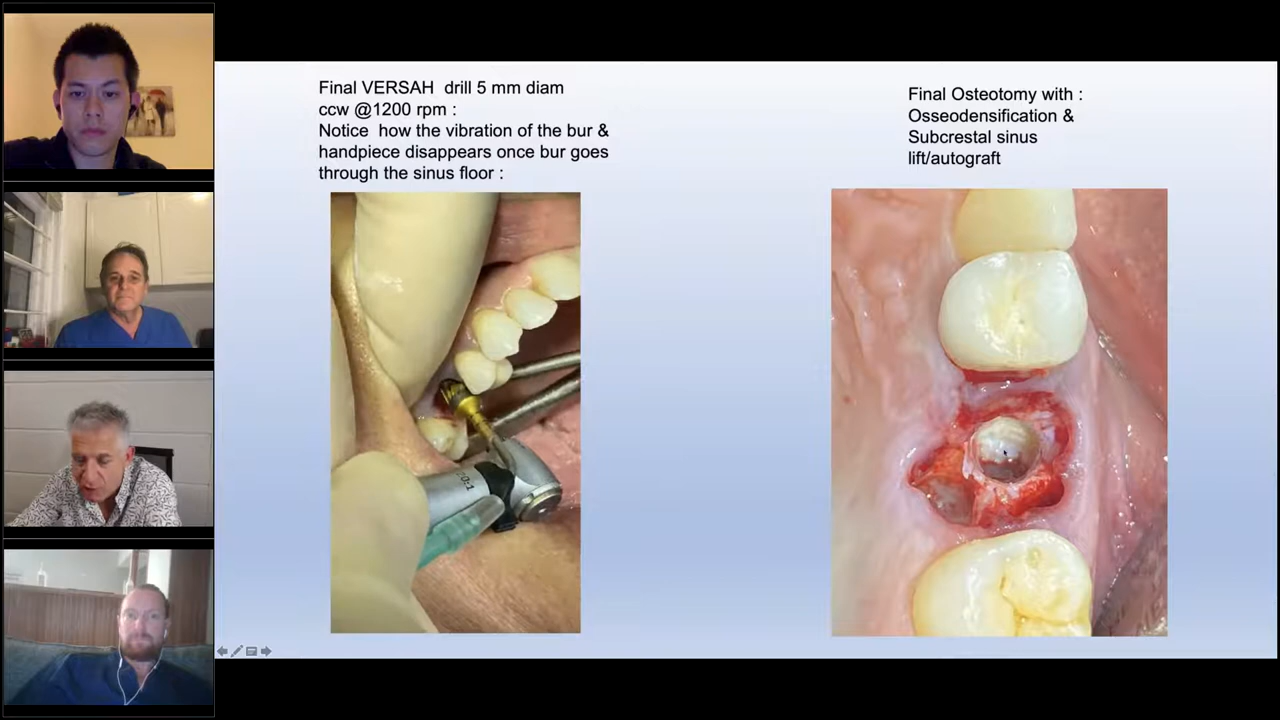 Final VERSAH drill 5 mm diam
ccw @1200 rpm :
Notice how the vibration of the bur &
handpiece disappears once bur goes
through the sinus floor :
Final Osteotomy with :
Osseodensification &
Subcrestal sinus
lift/autograft